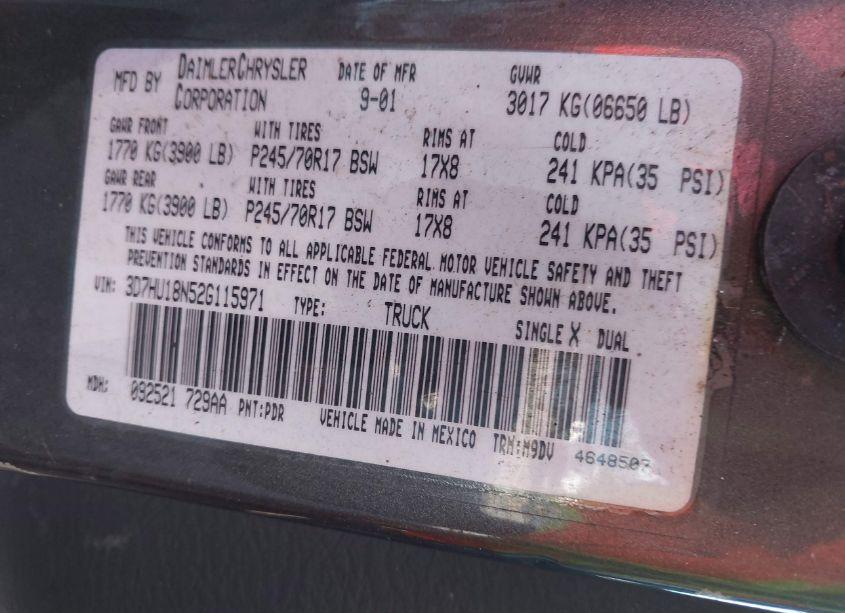 MFD BY DAIMLERCHRYSLER CORPORATION DATE OF MFR 9-01 GVWR 3017 KG(06650 LB)
GAWR FRONT WITH TIRES RIMS AT COLD
1770 KG(3900 LB) P245/70R17 BSW 17X8 241 KPA(35 PSI)
GAWR REAR WITH TIRES RIMS AT COLD
1770 KG(3900 LB) P245/70R17 BSW 17X8 241 KPA(35 PSI)
THIS VEHICLE CONFORMS TO ALL APPLICABLE FEDERAL MOTOR VEHICLE SAFETY AND THEFT
PREVENTION STANDARDS IN EFFECT ON THE DATE OF MANUFACTURE SHOWN ABOVE.
VIN: 3D7HU18N52G115971 TYPE: TRUCK SINGLE X DUAL
MDH: 092521 729AA PNT:PDR VEHICLE MADE IN MEXICO TRM:M9DV 4648507